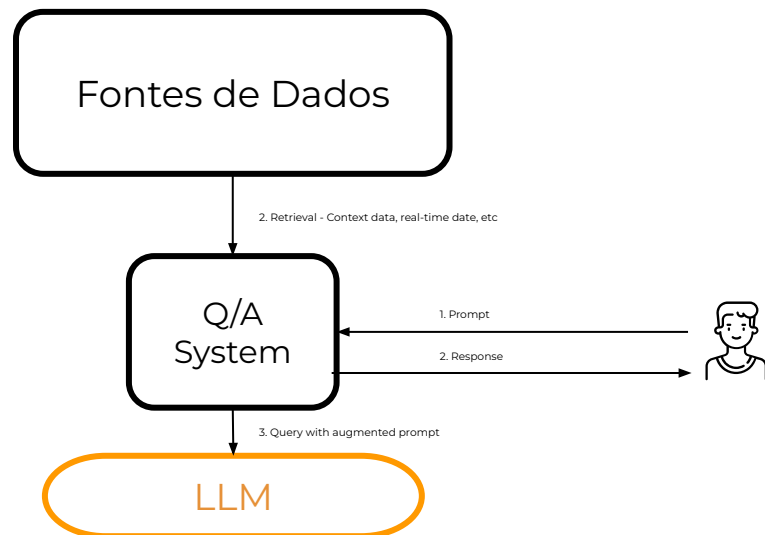 Fontes de Dados
2. Retrieval - Context data, real-time date, etc
Q/A
System
1. Prompt
2. Response
3. Query with augmented prompt
LLM